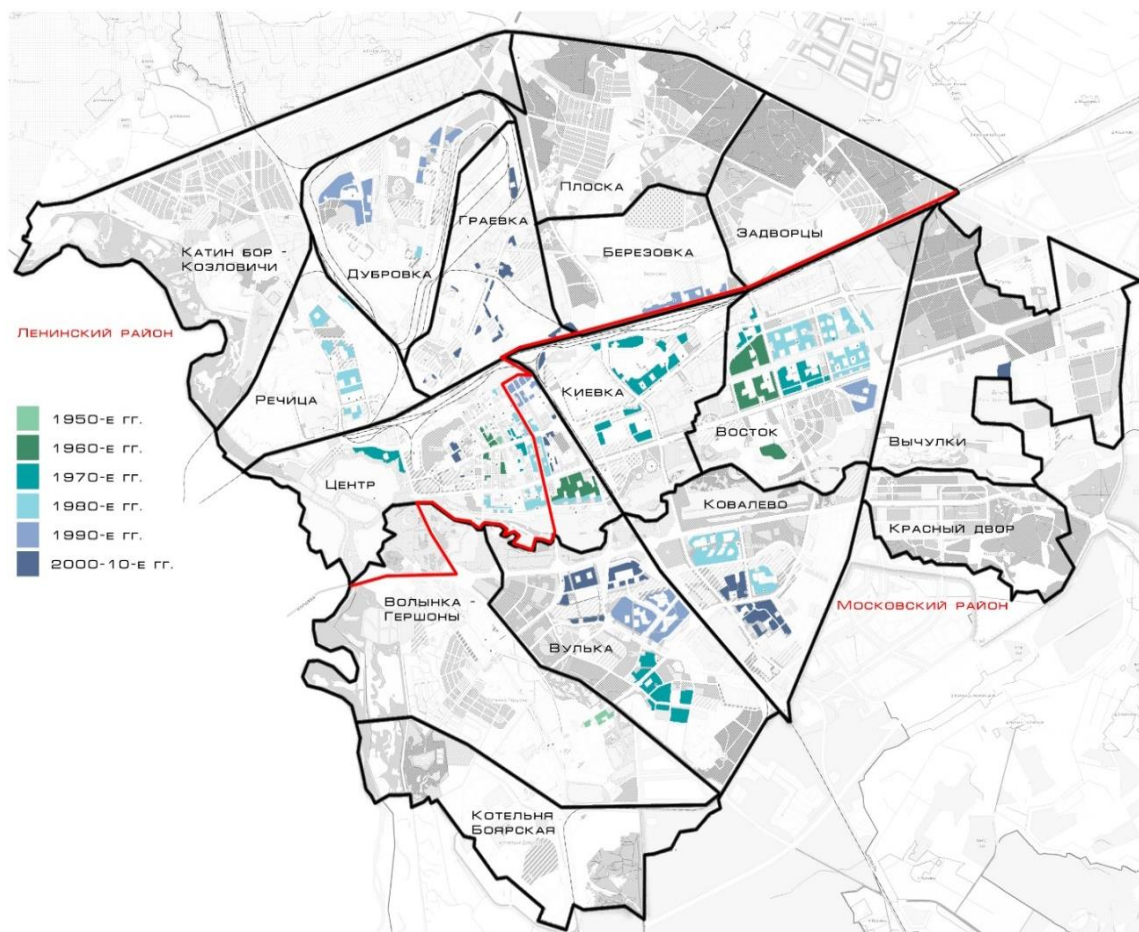 Плоска
Граевка
Катин бор -
Козловичи
Дубровка
Березовка
Задворцы
Ленинский район
Речица
Киевка
Восток
Вычулки
Центр
Ковалево
Красный двор
1950-е гг.
1960-е гг.
1970-е гг.
1980-е гг.
1990-е гг.
2000-10-е гг.
Волынка -
Гершоны
Московский район
Вулька
Котельня
Боярская